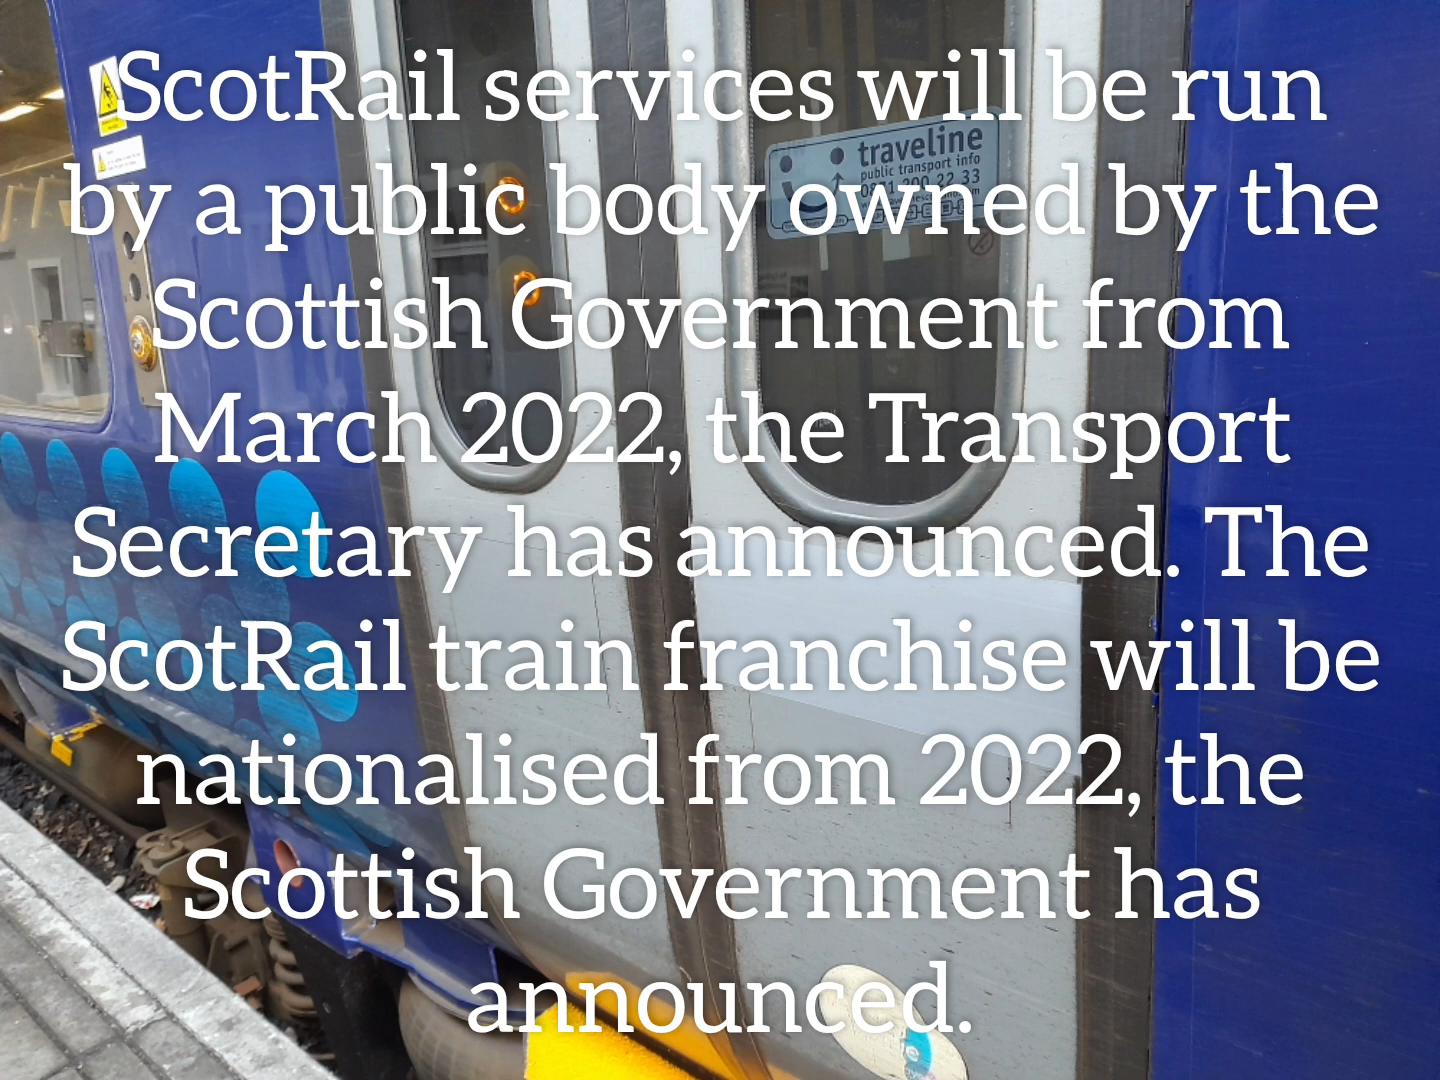 ScotRail services will be run
by a public body owned by the
Scottish Government from
March 2022, the Transport
Secretary has announced. The
ScotRail train franchise will be
nationalised from 2022, the
Scottish Government has
announced.
traveline
public transport info